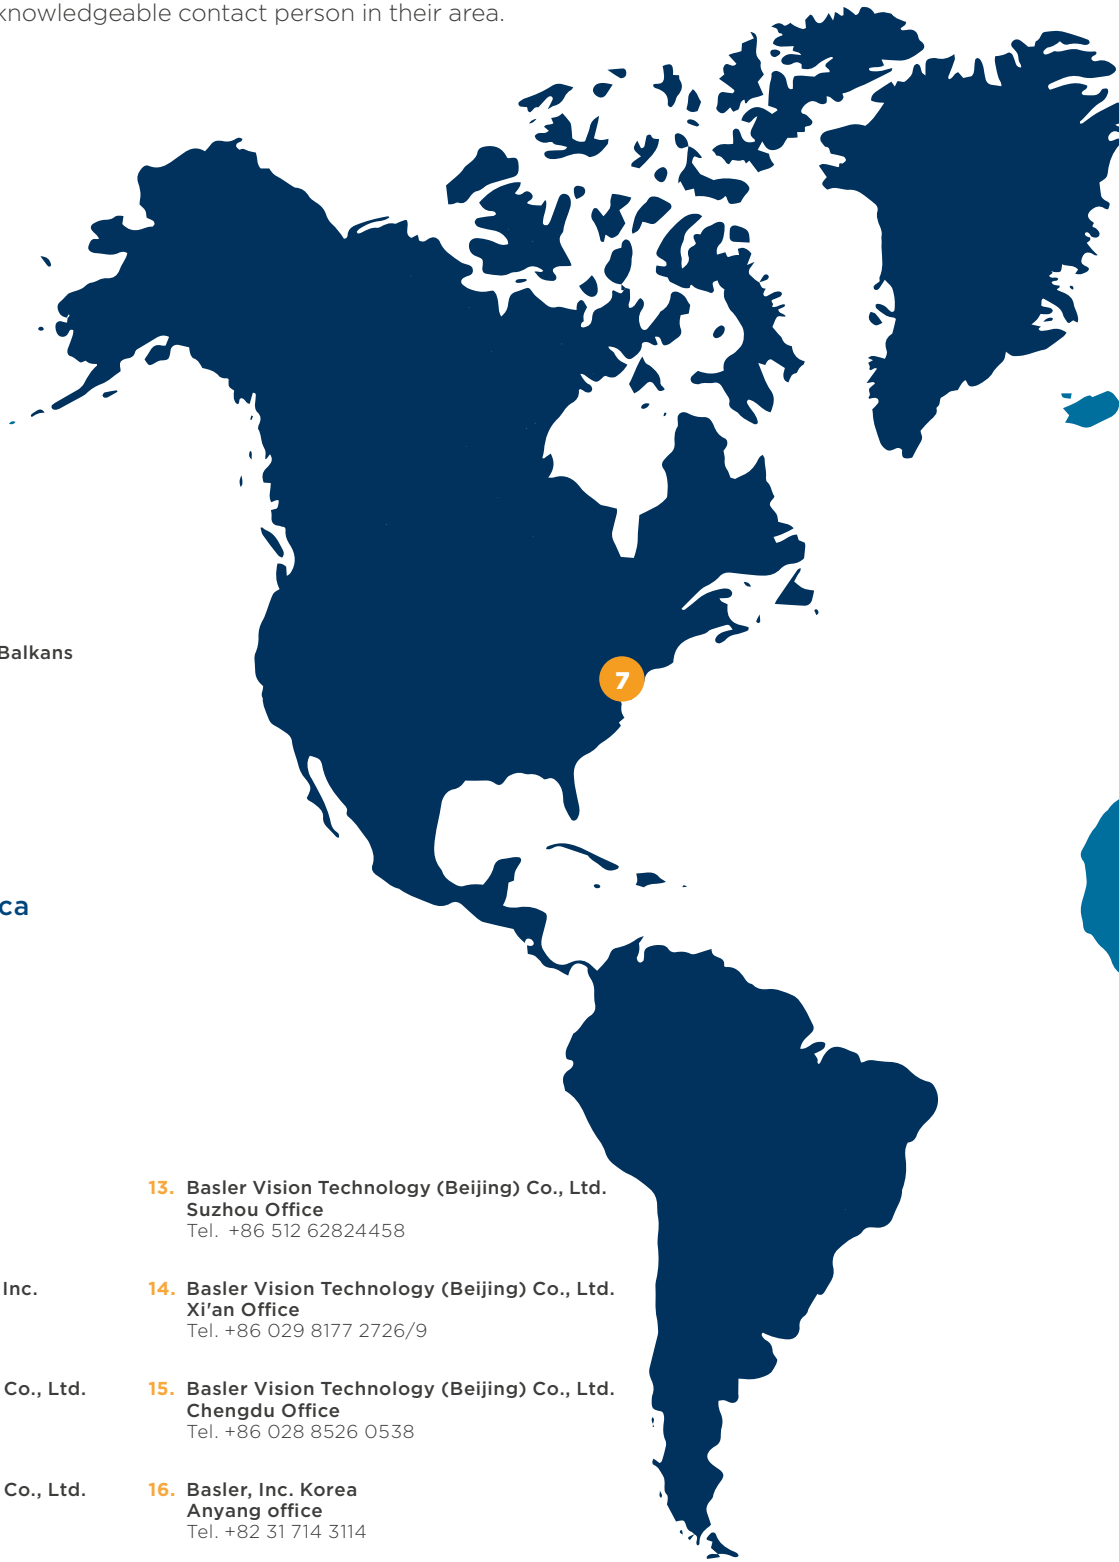 knowledgeable contact person in their area.
Balkans
7
ca
Inc.
Co., Ltd.
Co., Ltd.
13. Basler Vision Technology (Beijing) Co., Ltd.
Suzhou Office
Tel. +86 512 62824458
14. Basler Vision Technology (Beijing) Co., Ltd.
Xi'an Office
Tel. +86 029 8177 2726/9
15. Basler Vision Technology (Beijing) Co., Ltd.
Chengdu Office
Tel. +86 028 8526 0538
16. Basler, Inc. Korea
Anyang office
Tel. +82 31 714 3114